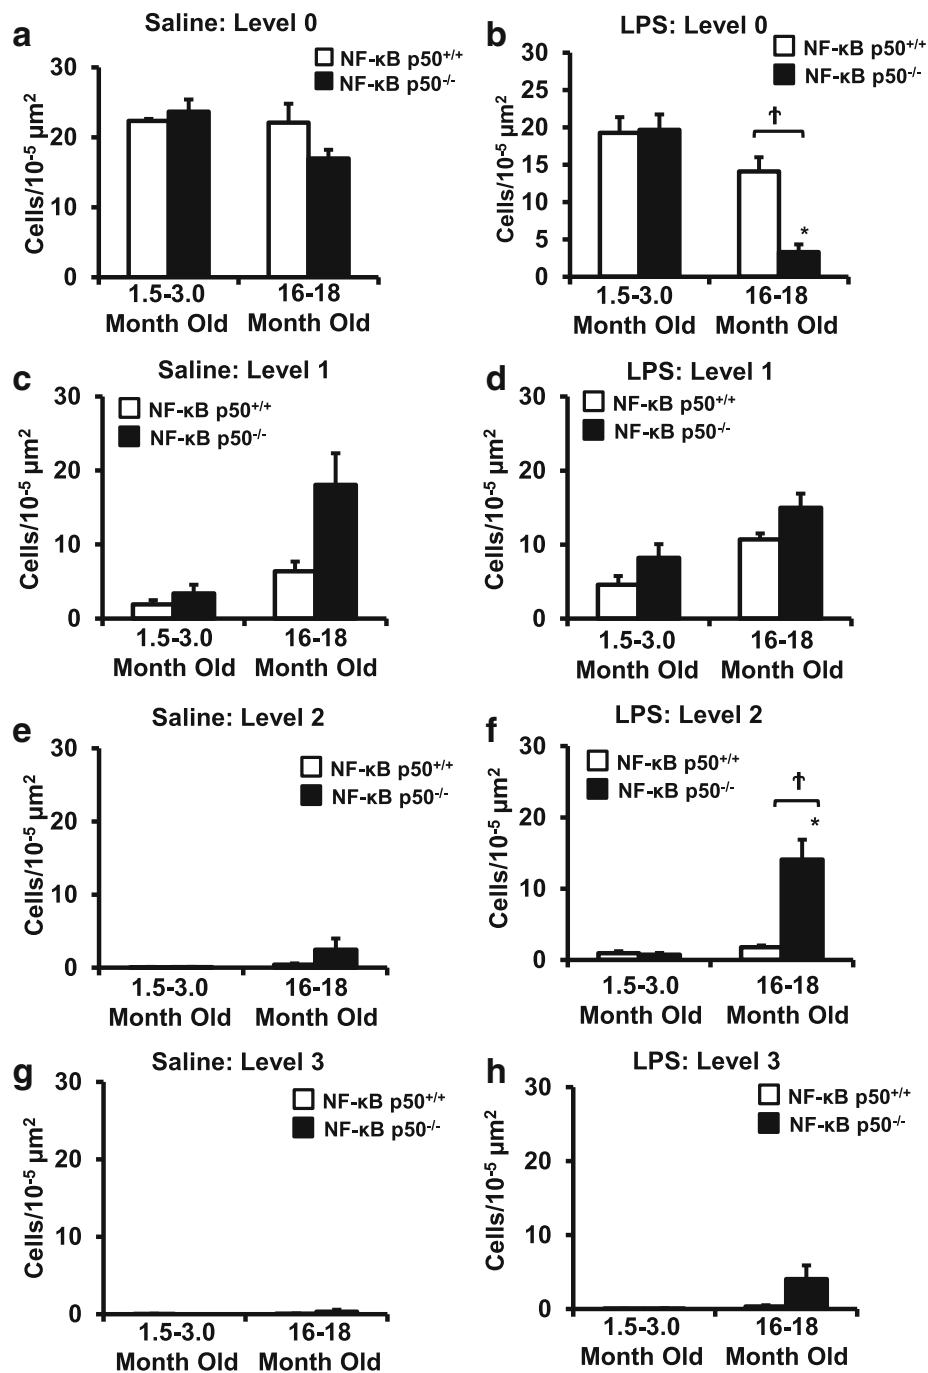 a
Saline: Level 0
NF-κB p50+/+
NF-κB p50-/-
Cells/10-5 µm2
30
20
10
0
1.5-3.0
Month Old
16-18
Month Old
b
LPS: Level 0
NF-κB p50+/+
NF-κB p50-/-
Cells/10-5 µm2
30
25
20
15
10
5
0
†
*
1.5-3.0
Month Old
16-18
Month Old
c
Saline: Level 1
NF-κB p50+/+
NF-κB p50-/-
Cells/10-5 µm2
30
20
10
0
1.5-3.0
Month Old
16-18
Month Old
d
LPS: Level 1
NF-κB p50+/+
NF-κB p50-/-
Cells/10-5 µm2
30
20
10
0
1.5-3.0
Month Old
16-18
Month Old
e
Saline: Level 2
NF-κB p50+/+
NF-κB p50-/-
Cells/10-5 µm2
30
20
10
0
1.5-3.0
Month Old
16-18
Month Old
f
LPS: Level 2
NF-κB p50+/+
NF-κB p50-/-
Cells/10-5 µm2
30
20
10
0
†
*
1.5-3.0
Month Old
16-18
Month Old
g
Saline: Level 3
NF-κB p50+/+
NF-κB p50-/-
Cells/10-5 µm2
30
20
10
0
1.5-3.0
Month Old
16-18
Month Old
h
LPS: Level 3
NF-κB p50+/+
NF-κB p50-/-
Cells/10-5 µm2
30
20
10
0
1.5-3.0
Month Old
16-18
Month Old